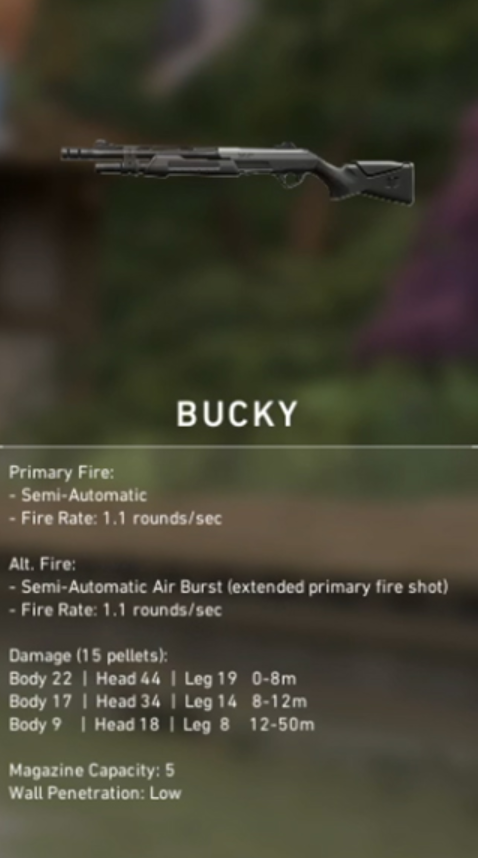 BUCKY
Primary Fire:
- Semi-Automatic
- Fire Rate: 1.1 rounds/sec
Alt. Fire:
- Semi-Automatic Air Burst (extended primary fire shot)
- Fire Rate: 1.1 rounds/sec
Damage (15 pellets):
Body 22 | Head 44 | Leg 19 0-8m
Body 17 | Head 34 | Leg 14 8-12m
Body 9 | Head 18 | Leg 8 12-50m
Magazine Capacity: 5
Wall Penetration: Low